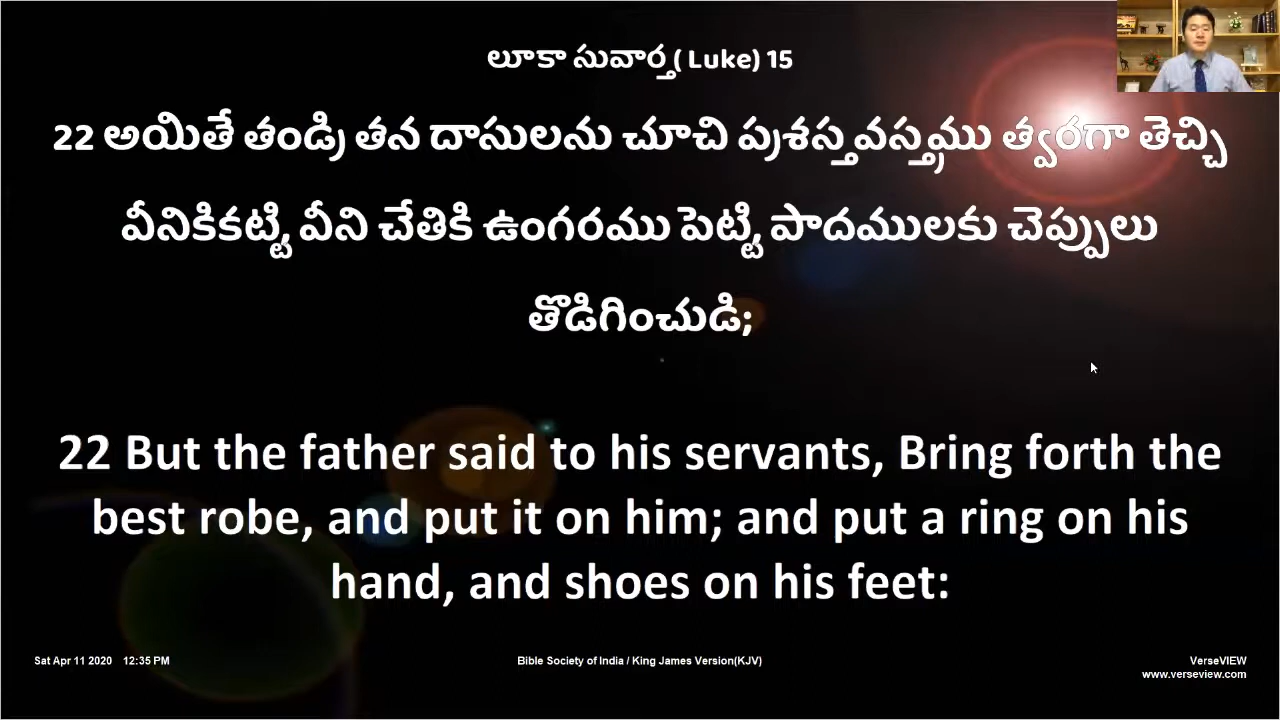 లూకా సువార్త( Luke) 15
22 అయితే తండ్రి తన దాసులను చూచి ప్రశస్తవస్త్రము త్వరగా తెచ్చి
వీనికికట్టి, వీని చేతికి ఉంగరము పెట్టి, పాదములకు చెప్పులు
తొడిగించుడి;
22 But the father said to his servants, Bring forth the
best robe, and put it on him; and put a ring on his
hand, and shoes on his feet:
Sat Apr 11 2020 12:35 PM
Bible Society of India / King James Version(KJV)
VerseVIEW
www.verseview.com